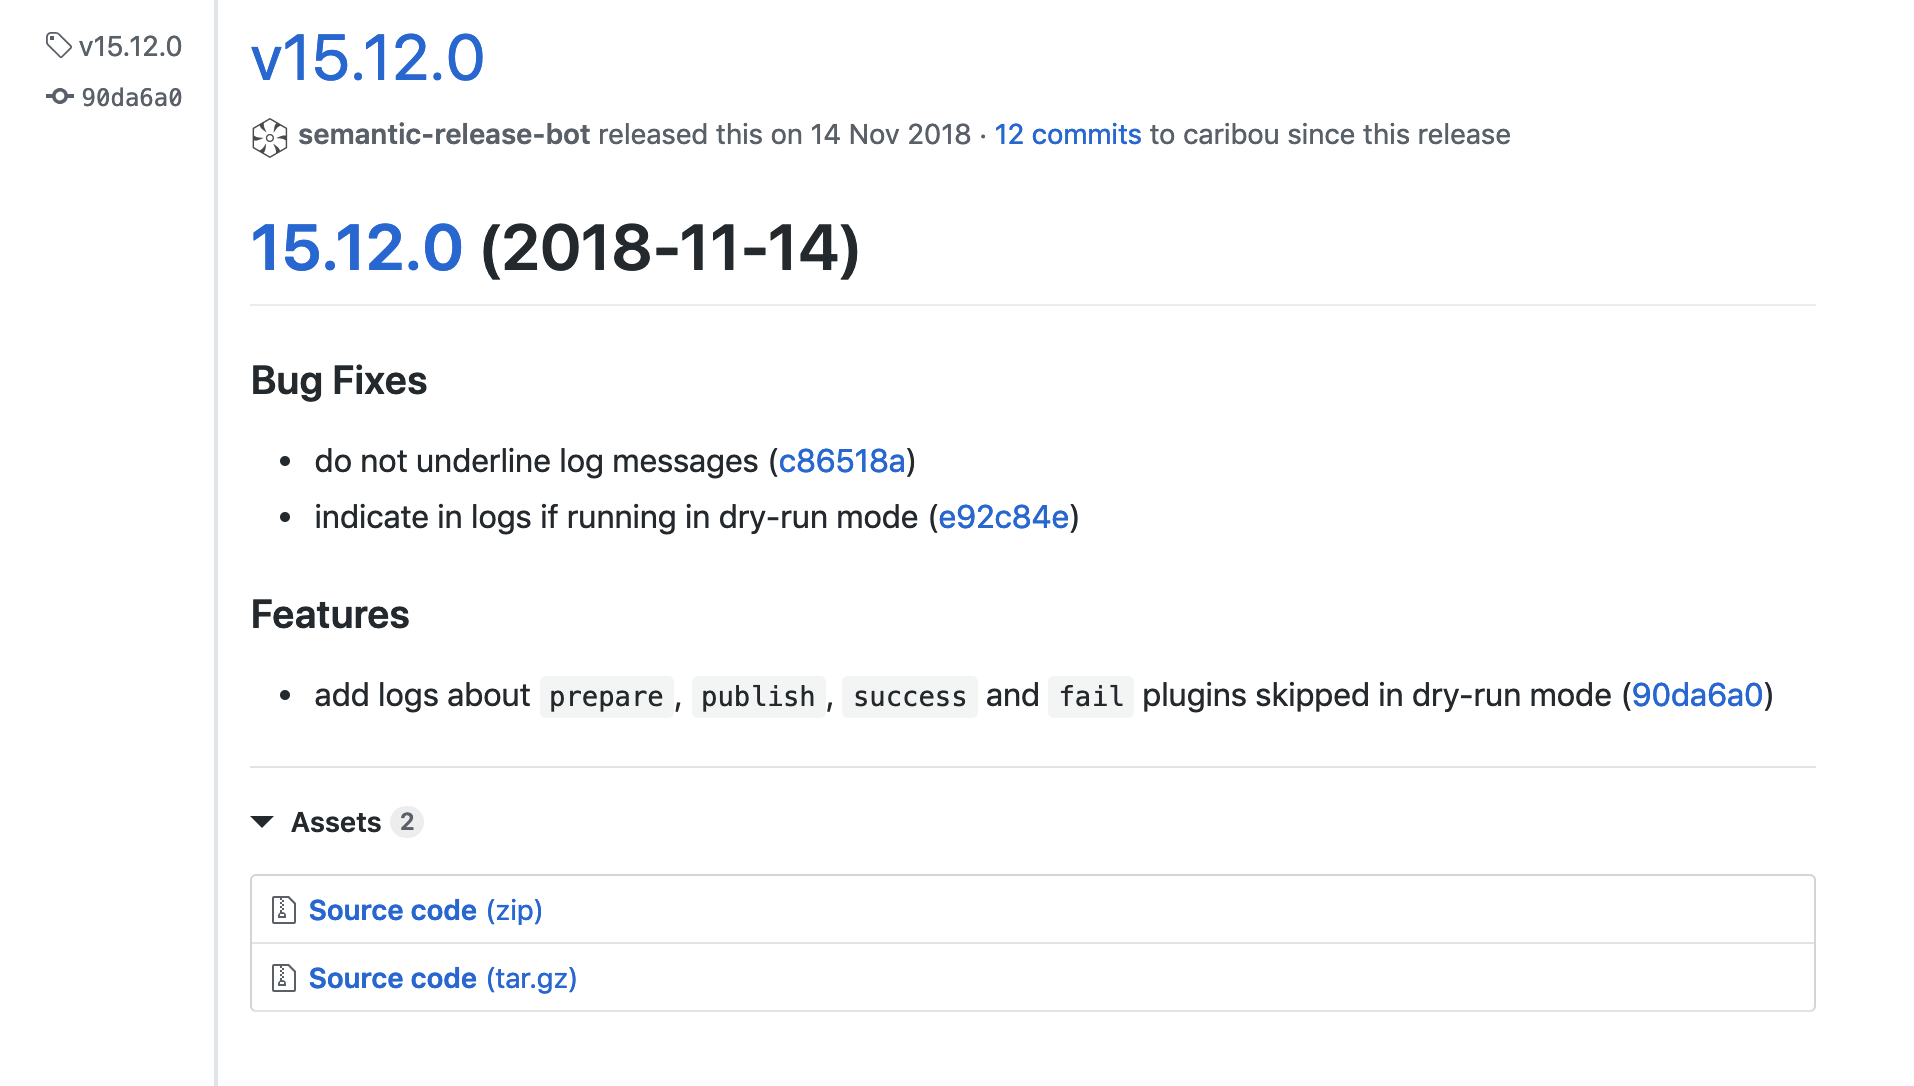 v15.12.0
90da6a0
v15.12.0
semantic-release-bot released this on 14 Nov 2018 · 12 commits to caribou since this release
15.12.0 (2018-11-14)
Bug Fixes
• do not underline log messages (c86518a)
• indicate in logs if running in dry-run mode (e92c84e)
Features
• add logs about prepare, publish, success and fail plugins skipped in dry-run mode (90da6a0)
Assets 2
Source code (zip)
Source code (tar.gz)